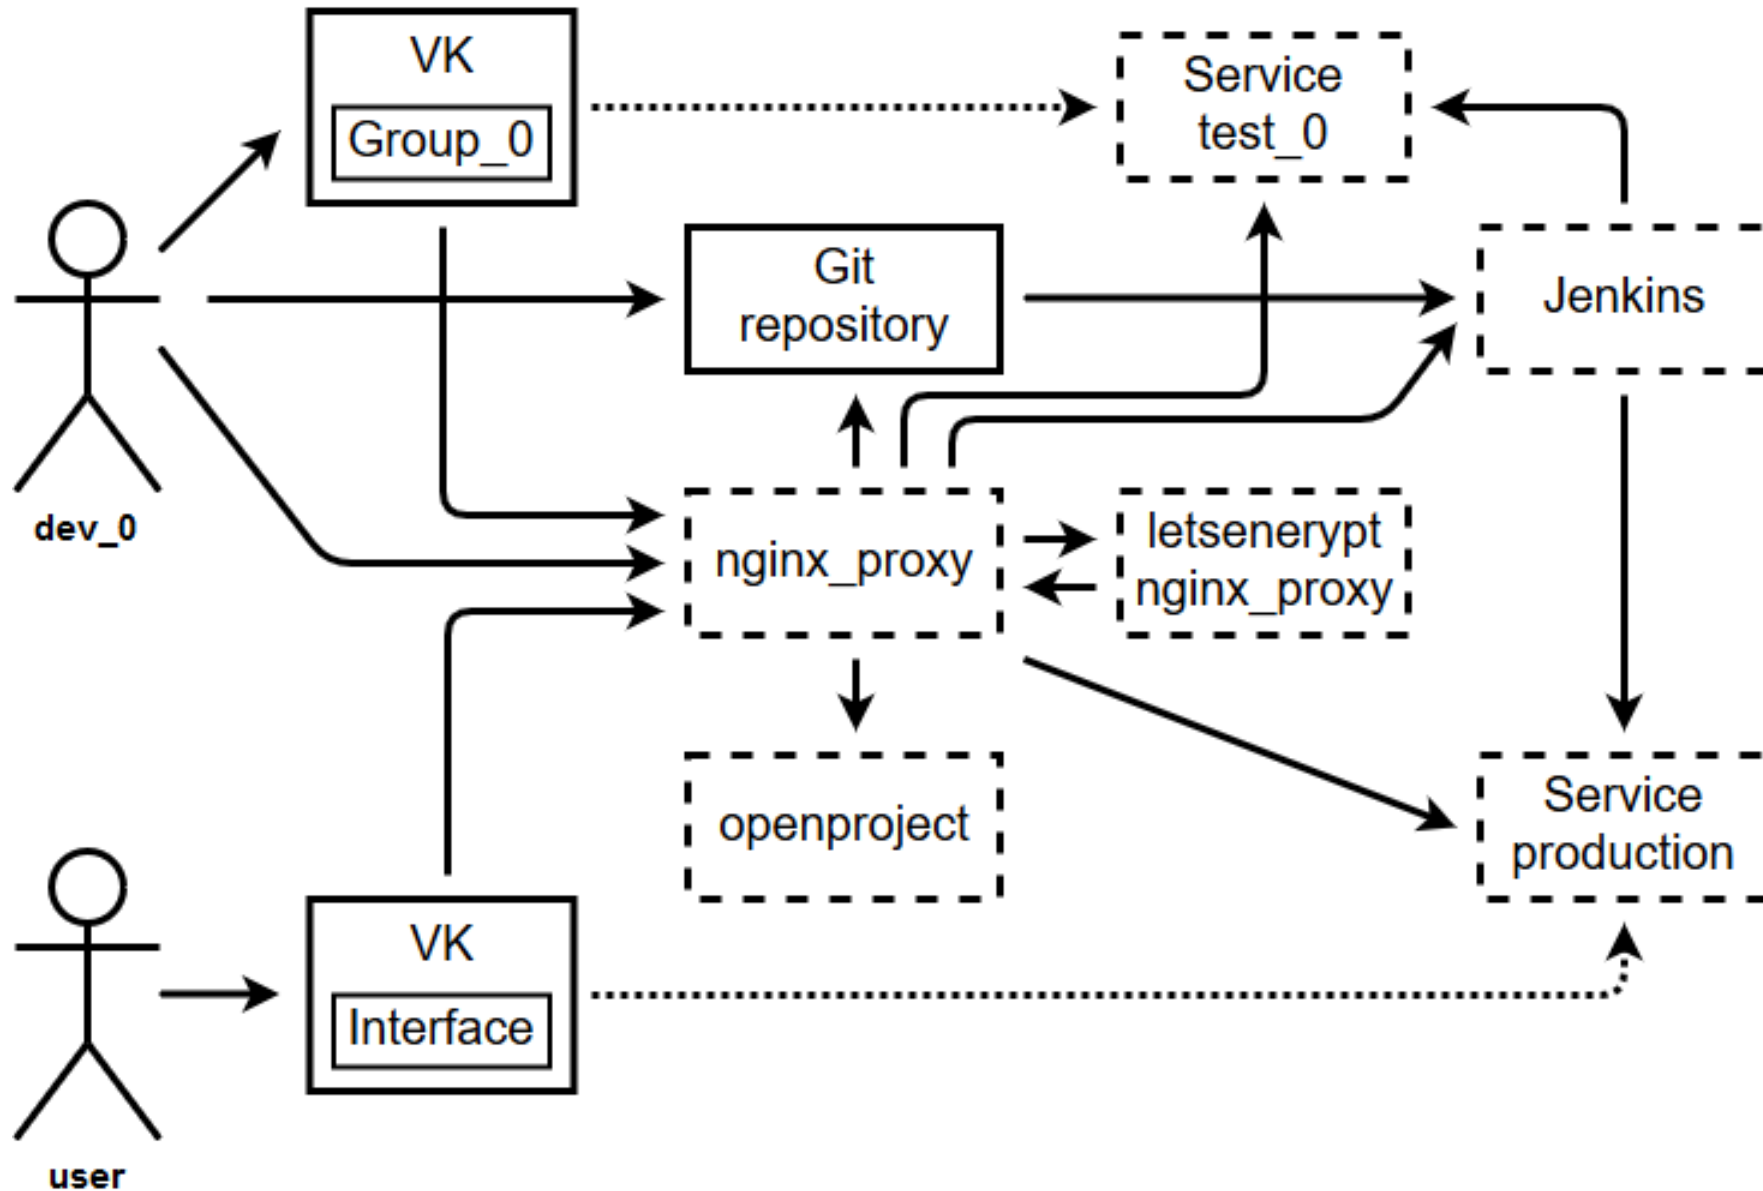 VK
Group_0
Service
test_0
Git
repository
Jenkins
dev_0
nginx_proxy
letsenerypt
nginx_proxy
openproject
Service
production
VK
Interface
user